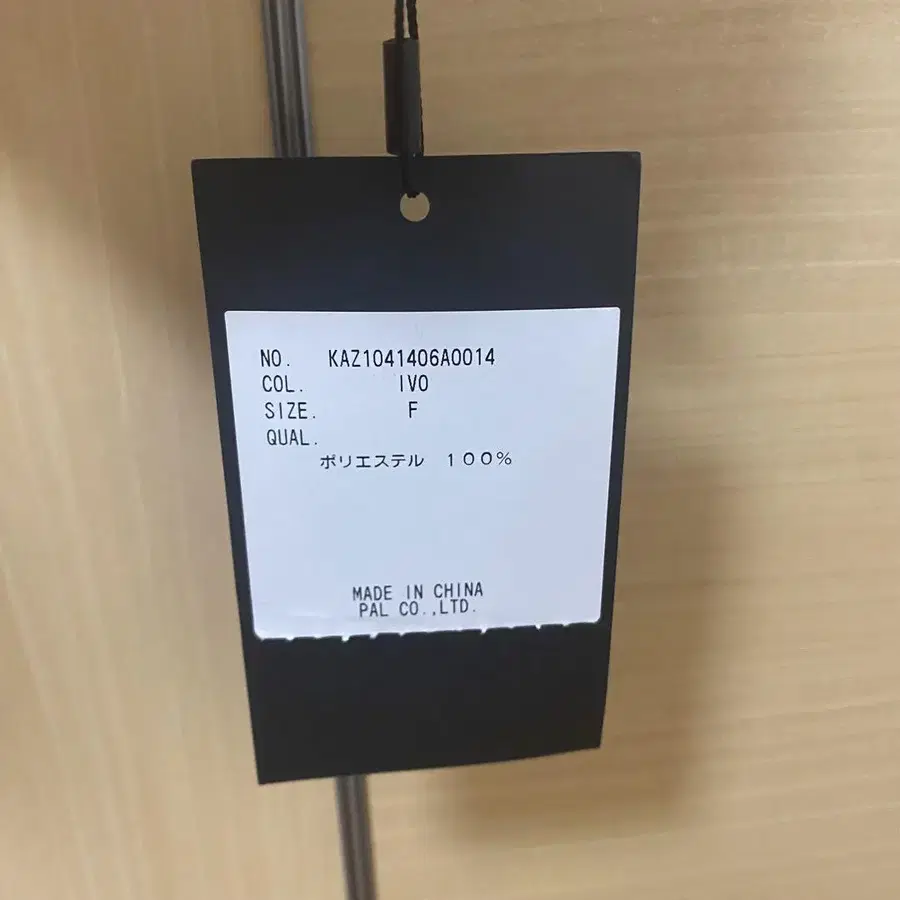 NO. KAZ1041406A0014
COL. IVO
SIZE. F
QUAL.
ポリエステル 100%
MADE IN CHINA
PAL CO.,LTD.